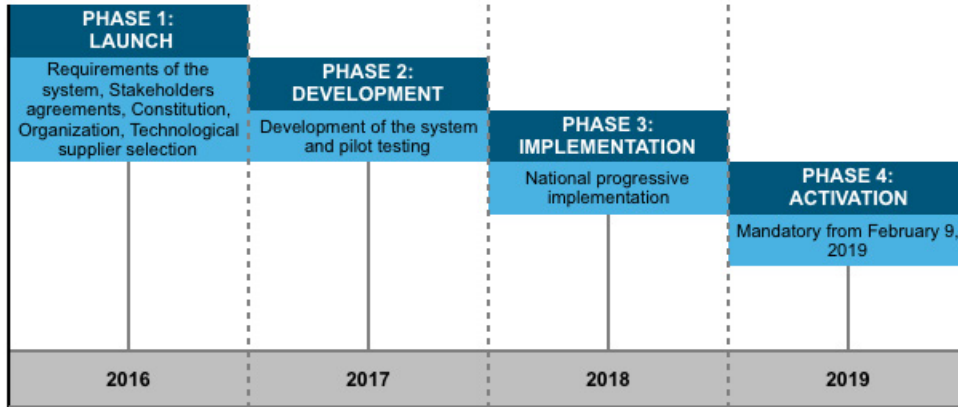 PHASE 1:
LAUNCH
Requirements of the
system, Stakeholders
agreements, Constitution,
Organization, Technological
supplier selection
PHASE 2:
DEVELOPMENT
Development of the system
and pilot testing
PHASE 3:
IMPLEMENTATION
National progressive
implementation
PHASE 4:
ACTIVATION
Mandatory from February 9,
2019
2016
2017
2018
2019